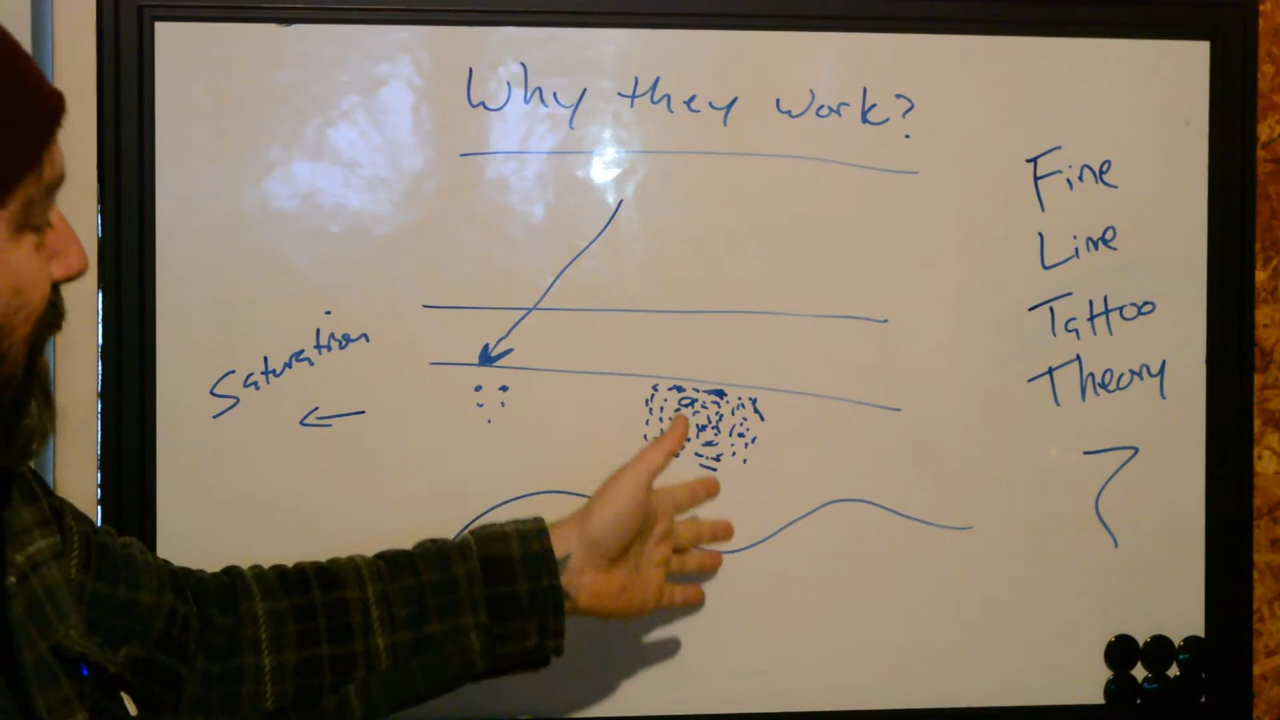 Why they work?
Saturation
Fine
Line
Tattoo
Theory
?